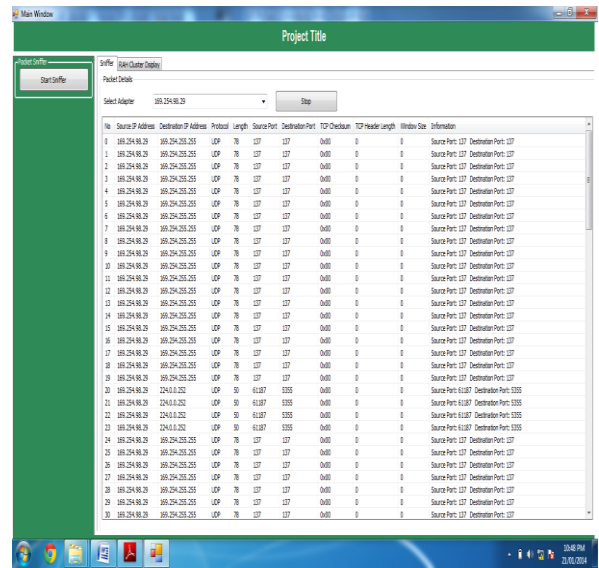 Main Window
Project Title
Packet Sniffer
Start Sniffer
Sniffer RAH Cluster Display
Packet Details
Select Adapter 169.254.98.29 Stop
No Source IP Address Destination IP Address Protocol Length Source Port Destination Port TCP Checksum TCP Header Length Window Size Information
0 169.254.98.29 169.254.255.255 UDP 78 137 137 0x00 0 0 Source Port: 137 Destination Port: 137
1 169.254.98.29 169.254.255.255 UDP 78 137 137 0x00 0 0 Source Port: 137 Destination Port: 137
2 169.254.98.29 169.254.255.255 UDP 78 137 137 0x00 0 0 Source Port: 137 Destination Port: 137
3 169.254.98.29 169.254.255.255 UDP 78 137 137 0x00 0 0 Source Port: 137 Destination Port: 137
4 169.254.98.29 169.254.255.255 UDP 78 137 137 0x00 0 0 Source Port: 137 Destination Port: 137
5 169.254.98.29 169.254.255.255 UDP 78 137 137 0x00 0 0 Source Port: 137 Destination Port: 137
6 169.254.98.29 169.254.255.255 UDP 78 137 137 0x00 0 0 Source Port: 137 Destination Port: 137
7 169.254.98.29 169.254.255.255 UDP 78 137 137 0x00 0 0 Source Port: 137 Destination Port: 137
8 169.254.98.29 169.254.255.255 UDP 78 137 137 0x00 0 0 Source Port: 137 Destination Port: 137
9 169.254.98.29 169.254.255.255 UDP 78 137 137 0x00 0 0 Source Port: 137 Destination Port: 137
10 169.254.98.29 169.254.255.255 UDP 78 137 137 0x00 0 0 Source Port: 137 Destination Port: 137
11 169.254.98.29 169.254.255.255 UDP 78 137 137 0x00 0 0 Source Port: 137 Destination Port: 137
12 169.254.98.29 169.254.255.255 UDP 78 137 137 0x00 0 0 Source Port: 137 Destination Port: 137
13 169.254.98.29 169.254.255.255 UDP 78 137 137 0x00 0 0 Source Port: 137 Destination Port: 137
14 169.254.98.29 169.254.255.255 UDP 78 137 137 0x00 0 0 Source Port: 137 Destination Port: 137
15 169.254.98.29 169.254.255.255 UDP 78 137 137 0x00 0 0 Source Port: 137 Destination Port: 137
16 169.254.98.29 169.254.255.255 UDP 78 137 137 0x00 0 0 Source Port: 137 Destination Port: 137
17 169.254.98.29 169.254.255.255 UDP 78 137 137 0x00 0 0 Source Port: 137 Destination Port: 137
18 169.254.98.29 169.254.255.255 UDP 78 137 137 0x00 0 0 Source Port: 137 Destination Port: 137
19 169.254.98.29 169.254.255.255 UDP 78 137 137 0x00 0 0 Source Port: 137 Destination Port: 137
20 169.254.98.29 224.0.0.252 UDP 50 61187 5355 0x00 0 0 Source Port: 61187 Destination Port: 5355
21 169.254.98.29 224.0.0.252 UDP 50 61187 5355 0x00 0 0 Source Port: 61187 Destination Port: 5355
22 169.254.98.29 224.0.0.252 UDP 50 61187 5355 0x00 0 0 Source Port: 61187 Destination Port: 5355
23 169.254.98.29 224.0.0.252 UDP 50 61187 5355 0x00 0 0 Source Port: 61187 Destination Port: 5355
24 169.254.98.29 169.254.255.255 UDP 78 137 137 0x00 0 0 Source Port: 137 Destination Port: 137
25 169.254.98.29 169.254.255.255 UDP 78 137 137 0x00 0 0 Source Port: 137 Destination Port: 137
26 169.254.98.29 169.254.255.255 UDP 78 137 137 0x00 0 0 Source Port: 137 Destination Port: 137
27 169.254.98.29 169.254.255.255 UDP 78 137 137 0x00 0 0 Source Port: 137 Destination Port: 137
28 169.254.98.29 169.254.255.255 UDP 78 137 137 0x00 0 0 Source Port: 137 Destination Port: 137
29 169.254.98.29 169.254.255.255 UDP 78 137 137 0x00 0 0 Source Port: 137 Destination Port: 137
30 169.254.98.29 169.254.255.255 UDP 78 137 137 0x00 0 0 Source Port: 137 Destination Port: 137
10:48 PM
21/01/2014